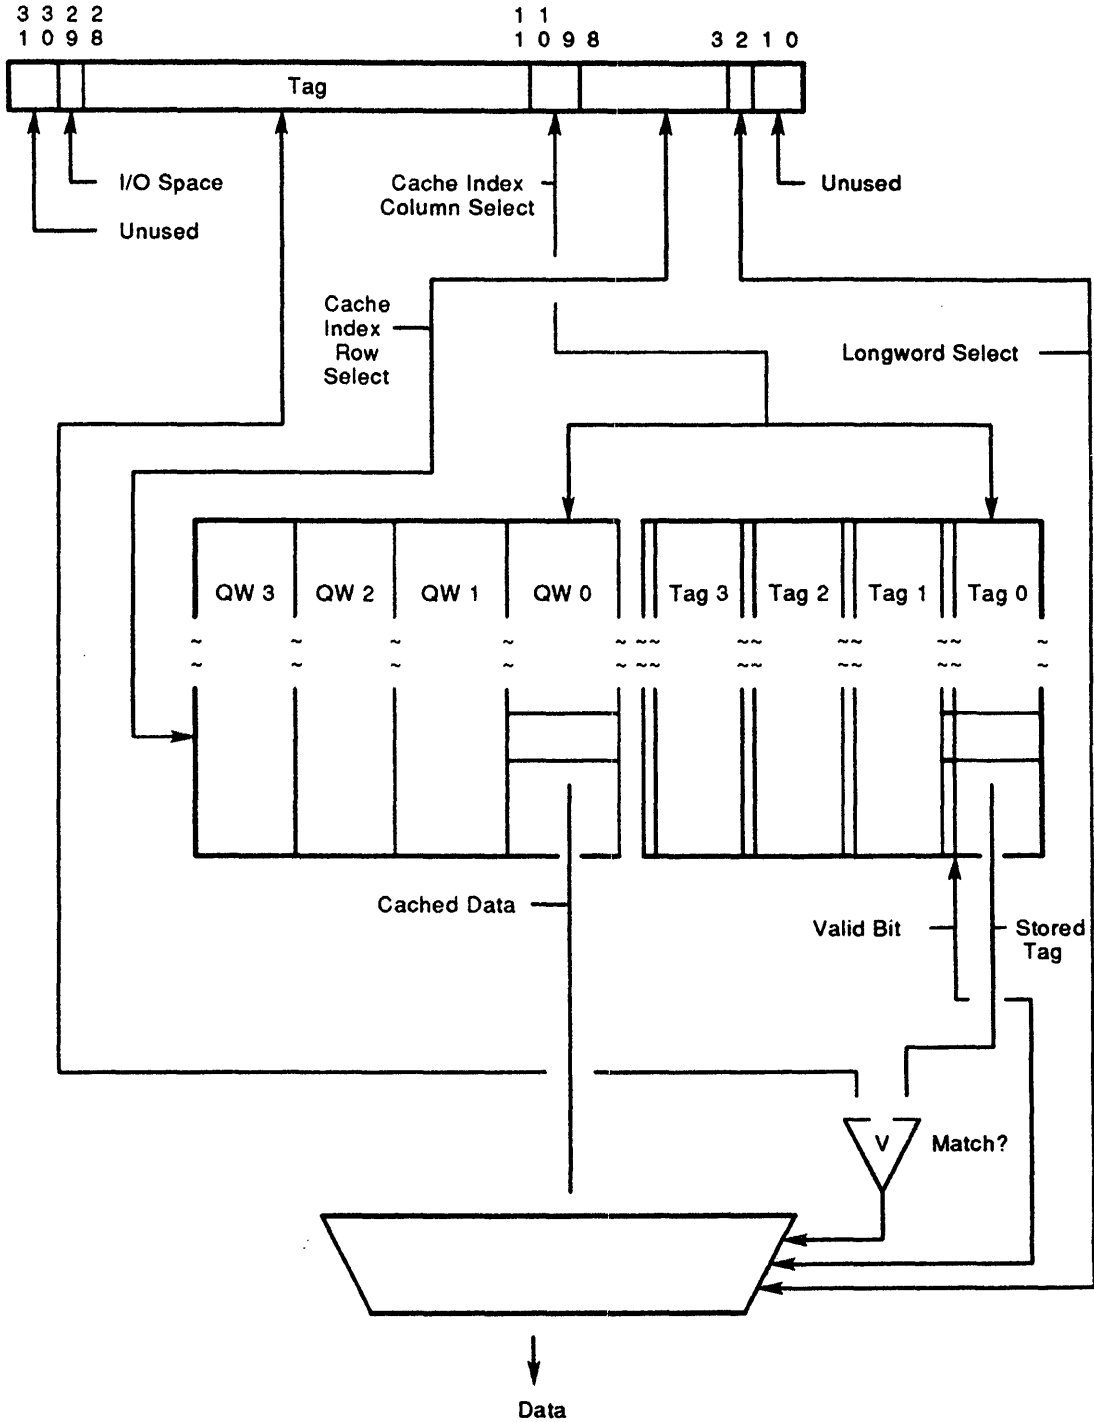 3 3 2 2 1 1
1 0 9 8 1 0 9 8 3 2 1 0
Tag
I/O Space
Cache Index
Column Select
Unused
Unused
Cache
Index
Row
Select
Longword Select
QW 3 QW 2 QW 1 QW 0 Tag 3 Tag 2 Tag 1 Tag 0
~ ~ ~ ~ ~ ~~ ~~ ~~ ~~ ~
~ ~ ~ ~ ~ ~~ ~~ ~~ ~~ ~
Cached Data
Valid Bit
Stored
Tag
V
Match?
Data